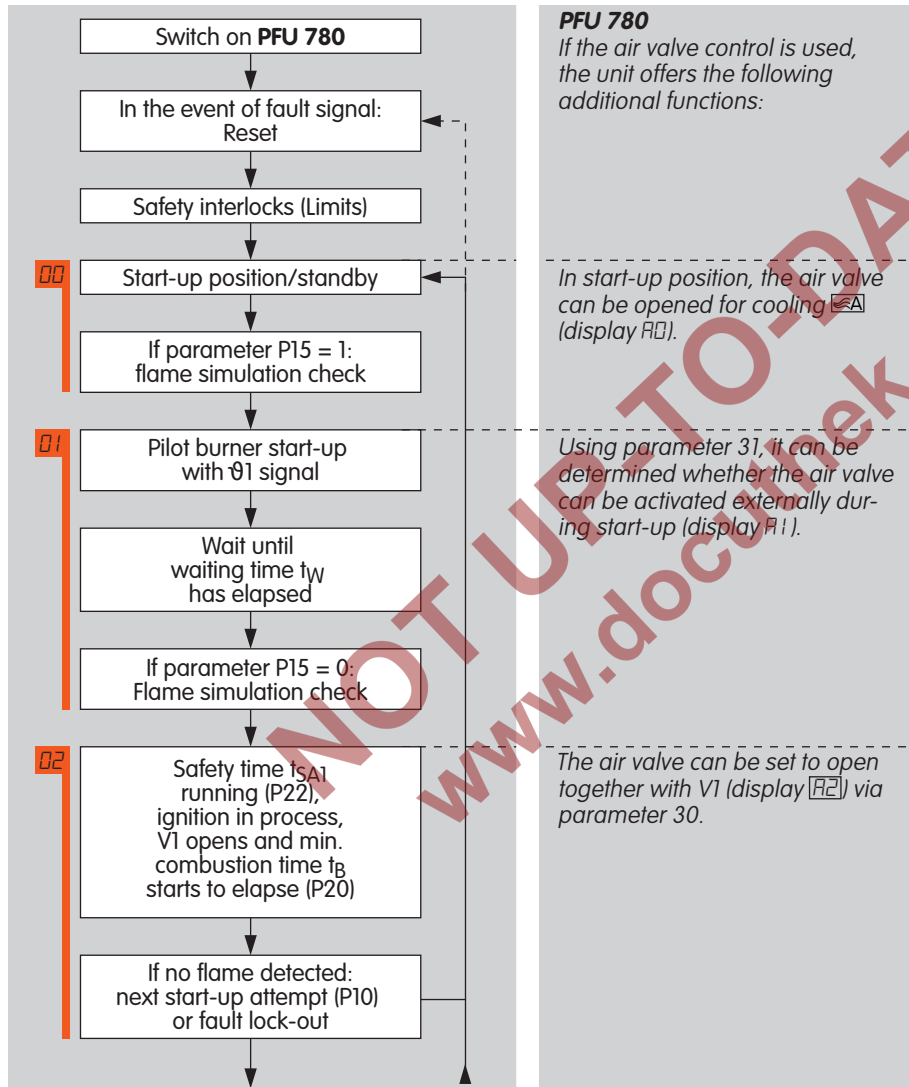 Switch on PFU 780
In the event of fault signal:
Reset
Safety interlocks (Limits)
00
Start-up position/standby
If parameter P15 = 1:
flame simulation check
01
Pilot burner start-up
with ϑ1 signal
Wait until
waiting time tW
has elapsed
If parameter P15 = 0:
Flame simulation check
02
Safety time tSA1
running (P22),
ignition in process,
V1 opens and min.
combustion time tB
starts to elapse (P20)
If no flame detected:
next start-up attempt (P10)
or fault lock-out
PFU 780
If the air valve control is used,
the unit offers the following
additional functions:
In start-up position, the air valve
can be opened for cooling A
(display A0).
Using parameter 31, it can be
determined whether the air valve
can be activated externally dur-
ing start-up (display A1).
The air valve can be set to open
together with V1 (display A2) via
parameter 30.
NOT UP-TO-DAT
www.docuthek